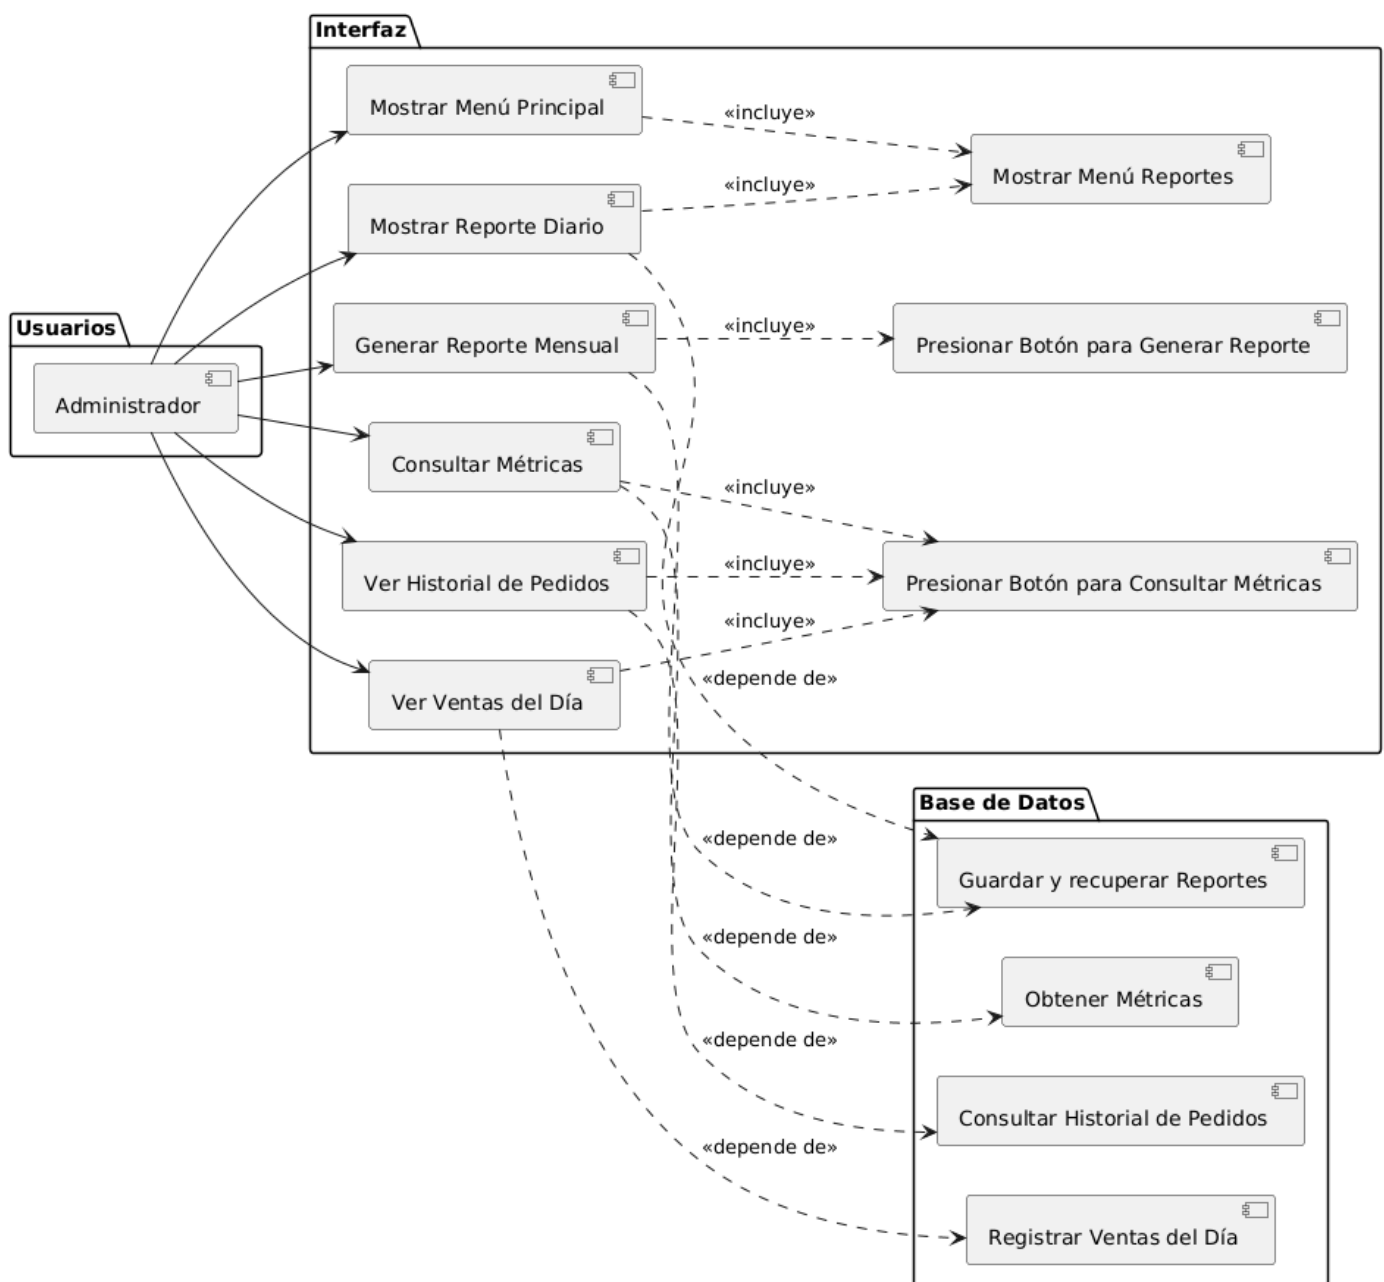 Interfaz
Mostrar Menú Principal
«incluye»
Mostrar Menú Reportes
Mostrar Reporte Diario
«incluye»
Usuarios
Administrador
Generar Reporte Mensual
«incluye»
Presionar Botón para Generar Reporte
Consultar Métricas
«incluye»
Ver Historial de Pedidos
«incluye»
Presionar Botón para Consultar Métricas
«incluye»
Ver Ventas del Día
«depende de»
Base de Datos
«depende de»
Guardar y recuperar Reportes
«depende de»
Obtener Métricas
«depende de»
Consultar Historial de Pedidos
«depende de»
Registrar Ventas del Día